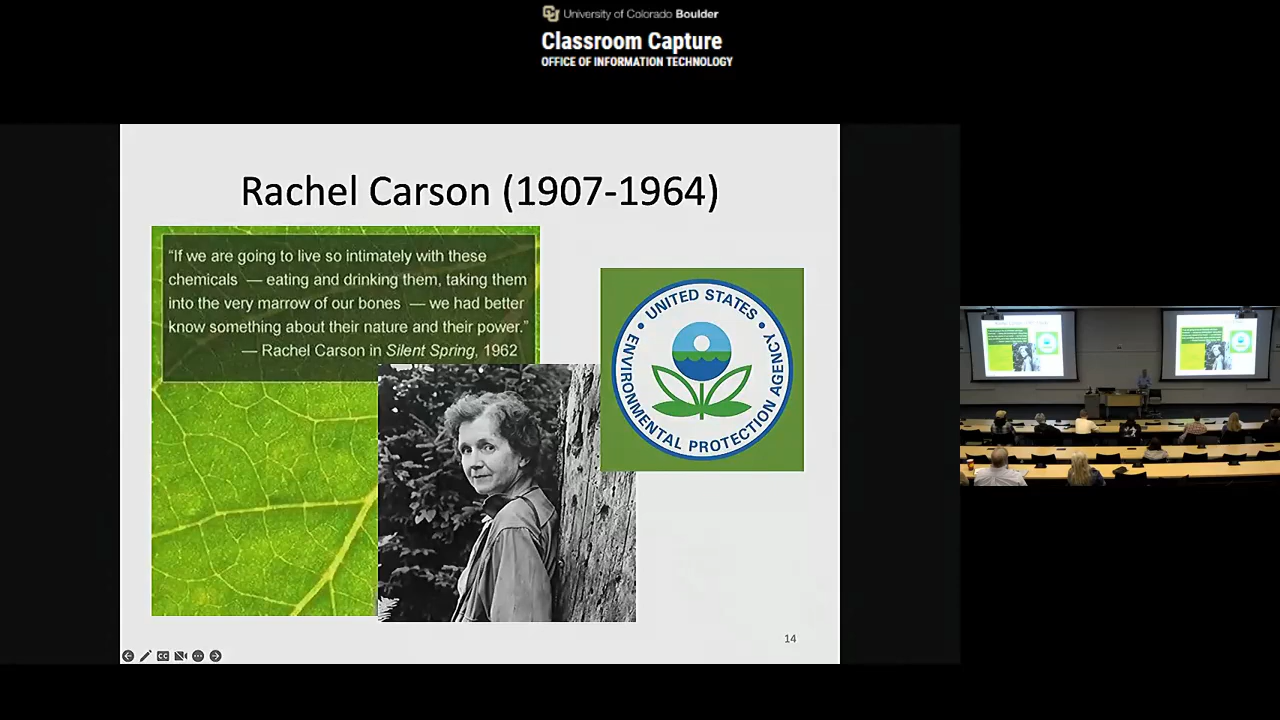 University of Colorado Boulder
Classroom Capture
OFFICE OF INFORMATION TECHNOLOGY
Rachel Carson (1907-1964)
“If we are going to live so intimately with these
chemicals — eating and drinking them, taking them
into the very marrow of our bones — we had better
know something about their nature and their power.”
— Rachel Carson in Silent Spring, 1962
UNITED STATES
ENVIRONMENTAL PROTECTION AGENCY
14